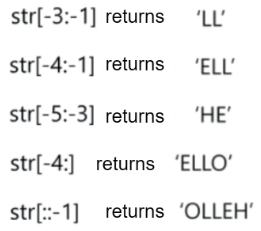 str[-3:-1] returns ‘LL’
str[-4:-1] returns ‘ELL’
str[-5:-3] returns ‘HE’
str[-4:] returns ‘ELLO’
str[::-1] returns ‘OLLEH’